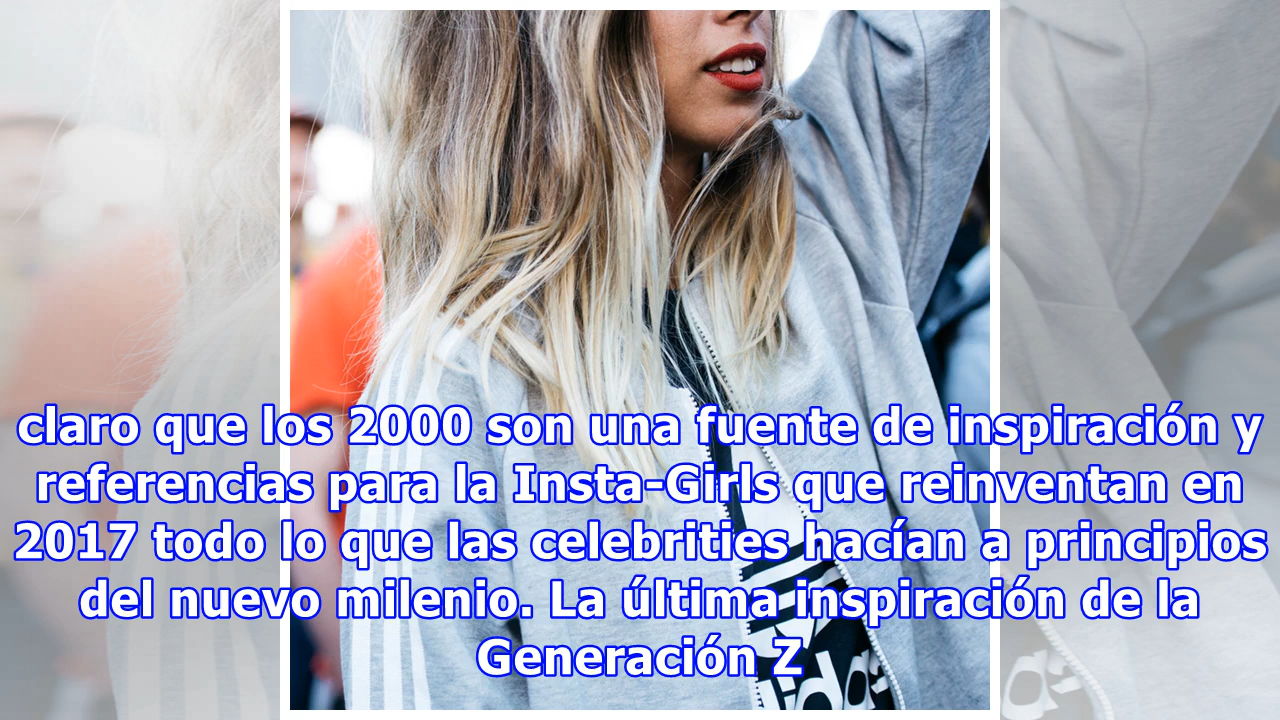 claro que los 2000 son una fuente de inspiración y
referencias para la Insta-Girls que reinventan en
2017 todo lo que las celebrities hacían a principios
del nuevo milenio. La última inspiración de la
Generación Z
adidas